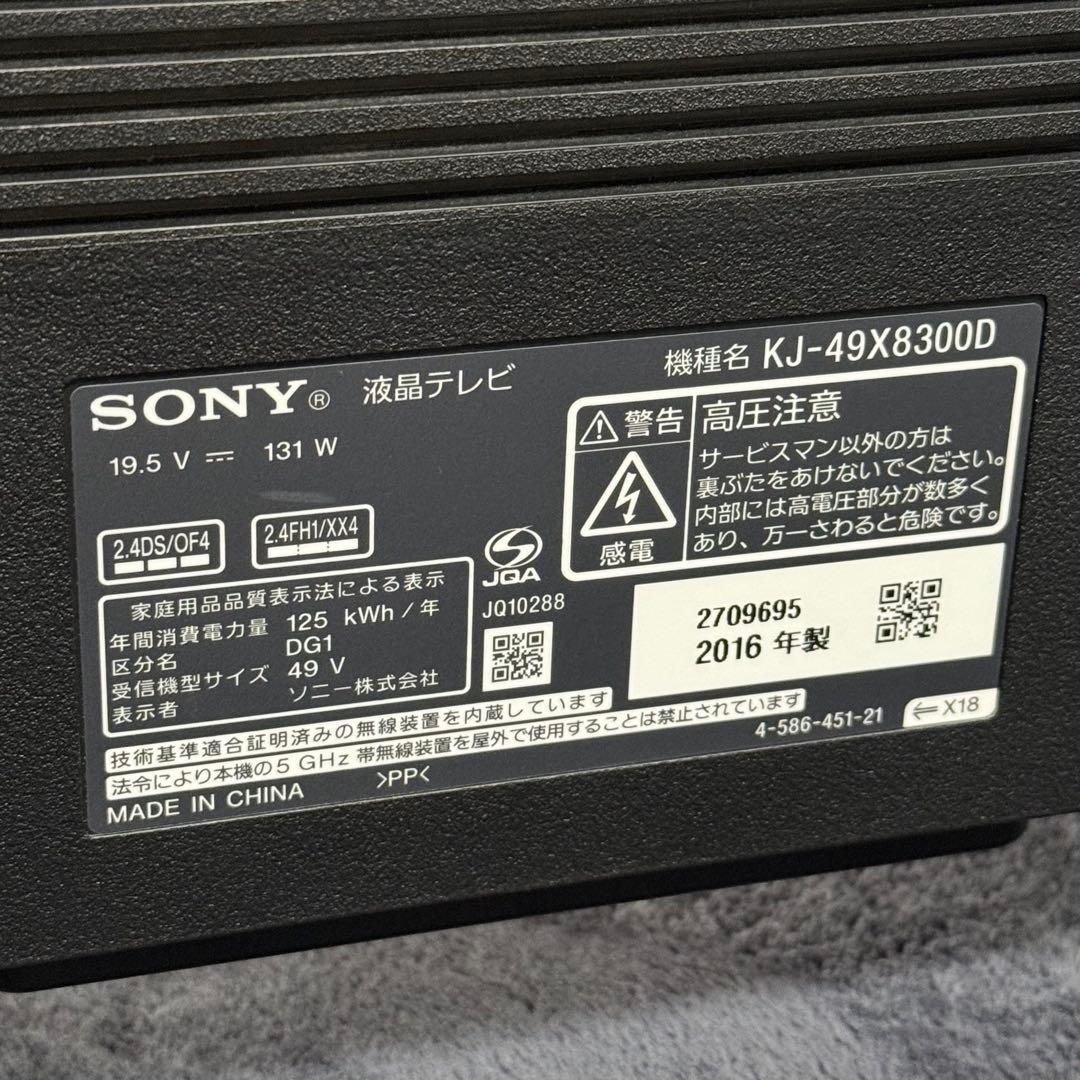 SONY® 液晶テレビ
機種名 KJ-49X8300D
19.5 V ⎓ 131 W
⚠警告
感電
高圧注意
サービスマン以外の方は
裏ぶたをあけないでください。
内部には高電圧部分が数多く
あり、万一さわると危険です。
2.4DS/OF4
2.4FH1/XX4
JQA
JQ10288
家庭用品品質表示法による表示
年間消費電力量 125 kWh/年
区分名 DG1
受信機型サイズ 49 V
表示者 ソニー株式会社
2709695
2016 年製
技術基準適合証明済みの無線装置を内蔵しています
法令により本機の5 GHz 帯無線装置を屋外で使用することは禁止されています
MADE IN CHINA >PP<
4-586-451-21
⇐X18